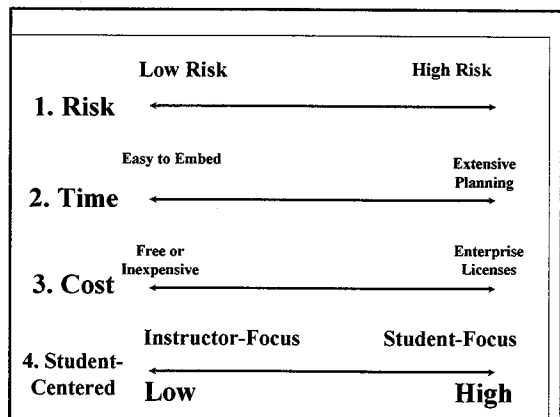 Low Risk High Risk
1. Risk
Easy to Embed Extensive
Planning
2. Time
Free or Enterprise
Inexpensive Licenses
3. Cost
Instructor-Focus Student-Focus
4. Student-
Centered
Low High